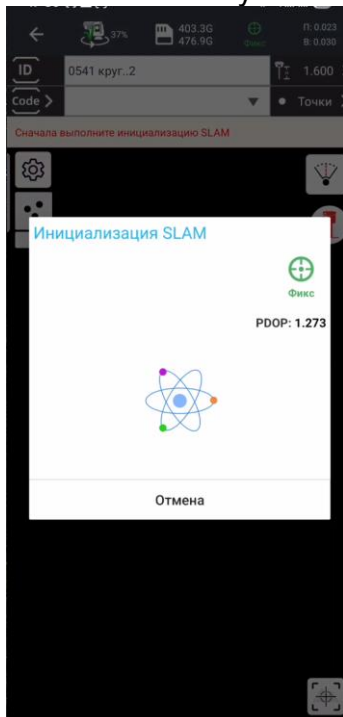 37%
403.3G
476.9G
Фикс
П: 0.023
В: 0.030
ID
0541 круг..2
1.600
Code >
Точки
Сначала выполните инициализацию SLAM
Инициализация SLAM
Фикс
PDOP: 1.273
Отмена